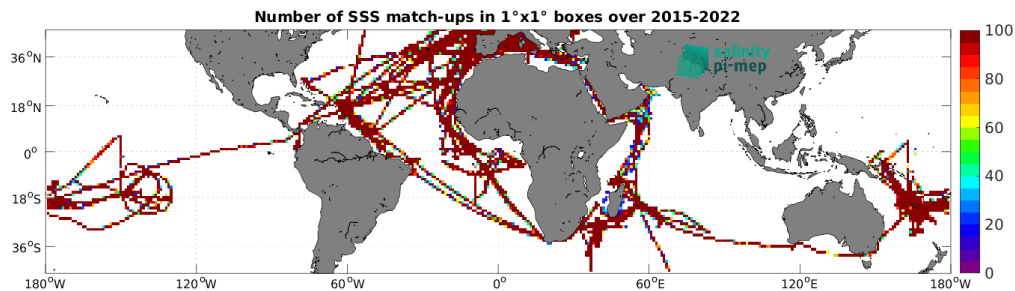 Number of SSS match-ups in 1°x1° boxes over 2015-2022
36°N
18°N
0°
18°S
36°S
180°W
120°W
60°W
0°
60°E
120°E
180°W
salinity
pi-mep
100
80
60
40
20
0